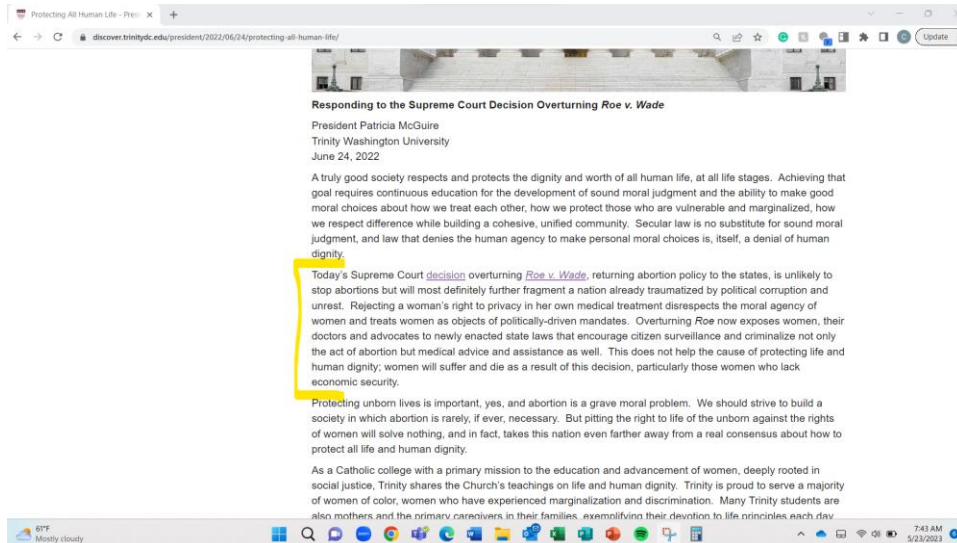 Protecting All Human Life - Presi
discover.trinitydc.edu/president/2022/06/24/protecting-all-human-life/
Update
Responding to the Supreme Court Decision Overturning Roe v. Wade
President Patricia McGuire
Trinity Washington University
June 24, 2022
A truly good society respects and protects the dignity and worth of all human life, at all life stages. Achieving that
goal requires continuous education for the development of sound moral judgment and the ability to make good
moral choices about how we treat each other, how we protect those who are vulnerable and marginalized, how
we respect difference while building a cohesive, unified community. Secular law is no substitute for sound moral
judgment, and law that denies the human agency to make personal moral choices is, itself, a denial of human
dignity.
Today's Supreme Court decision overturning Roe v. Wade, returning abortion policy to the states, is unlikely to
stop abortions but will most definitely further fragment a nation already traumatized by political corruption and
unrest. Rejecting a woman's right to privacy in her own medical treatment disrespects the moral agency of
women and treats women as objects of politically-driven mandates. Overturning Roe now exposes women, their
doctors and advocates to newly enacted state laws that encourage citizen surveillance and criminalize not only
the act of abortion but medical advice and assistance as well. This does not help the cause of protecting life and
human dignity; women will suffer and die as a result of this decision, particularly those women who lack
economic security.
Protecting unborn lives is important, yes, and abortion is a grave moral problem. We should strive to build a
society in which abortion is rarely, if ever, necessary. But pitting the right to life of the unborn against the rights
of women will solve nothing, and in fact, takes this nation even farther away from a real consensus about how to
protect all life and human dignity.
As a Catholic college with a primary mission to the education and advancement of women, deeply rooted in
social justice, Trinity shares the Church's teachings on life and human dignity. Trinity is proud to serve a majority
of women of color, women who have experienced marginalization and discrimination. Many Trinity students are
also mothers and the primary caregivers in their families, exemplifying their devotion to life principles each day
61°F
Mostly cloudy
7:43 AM
5/23/2023